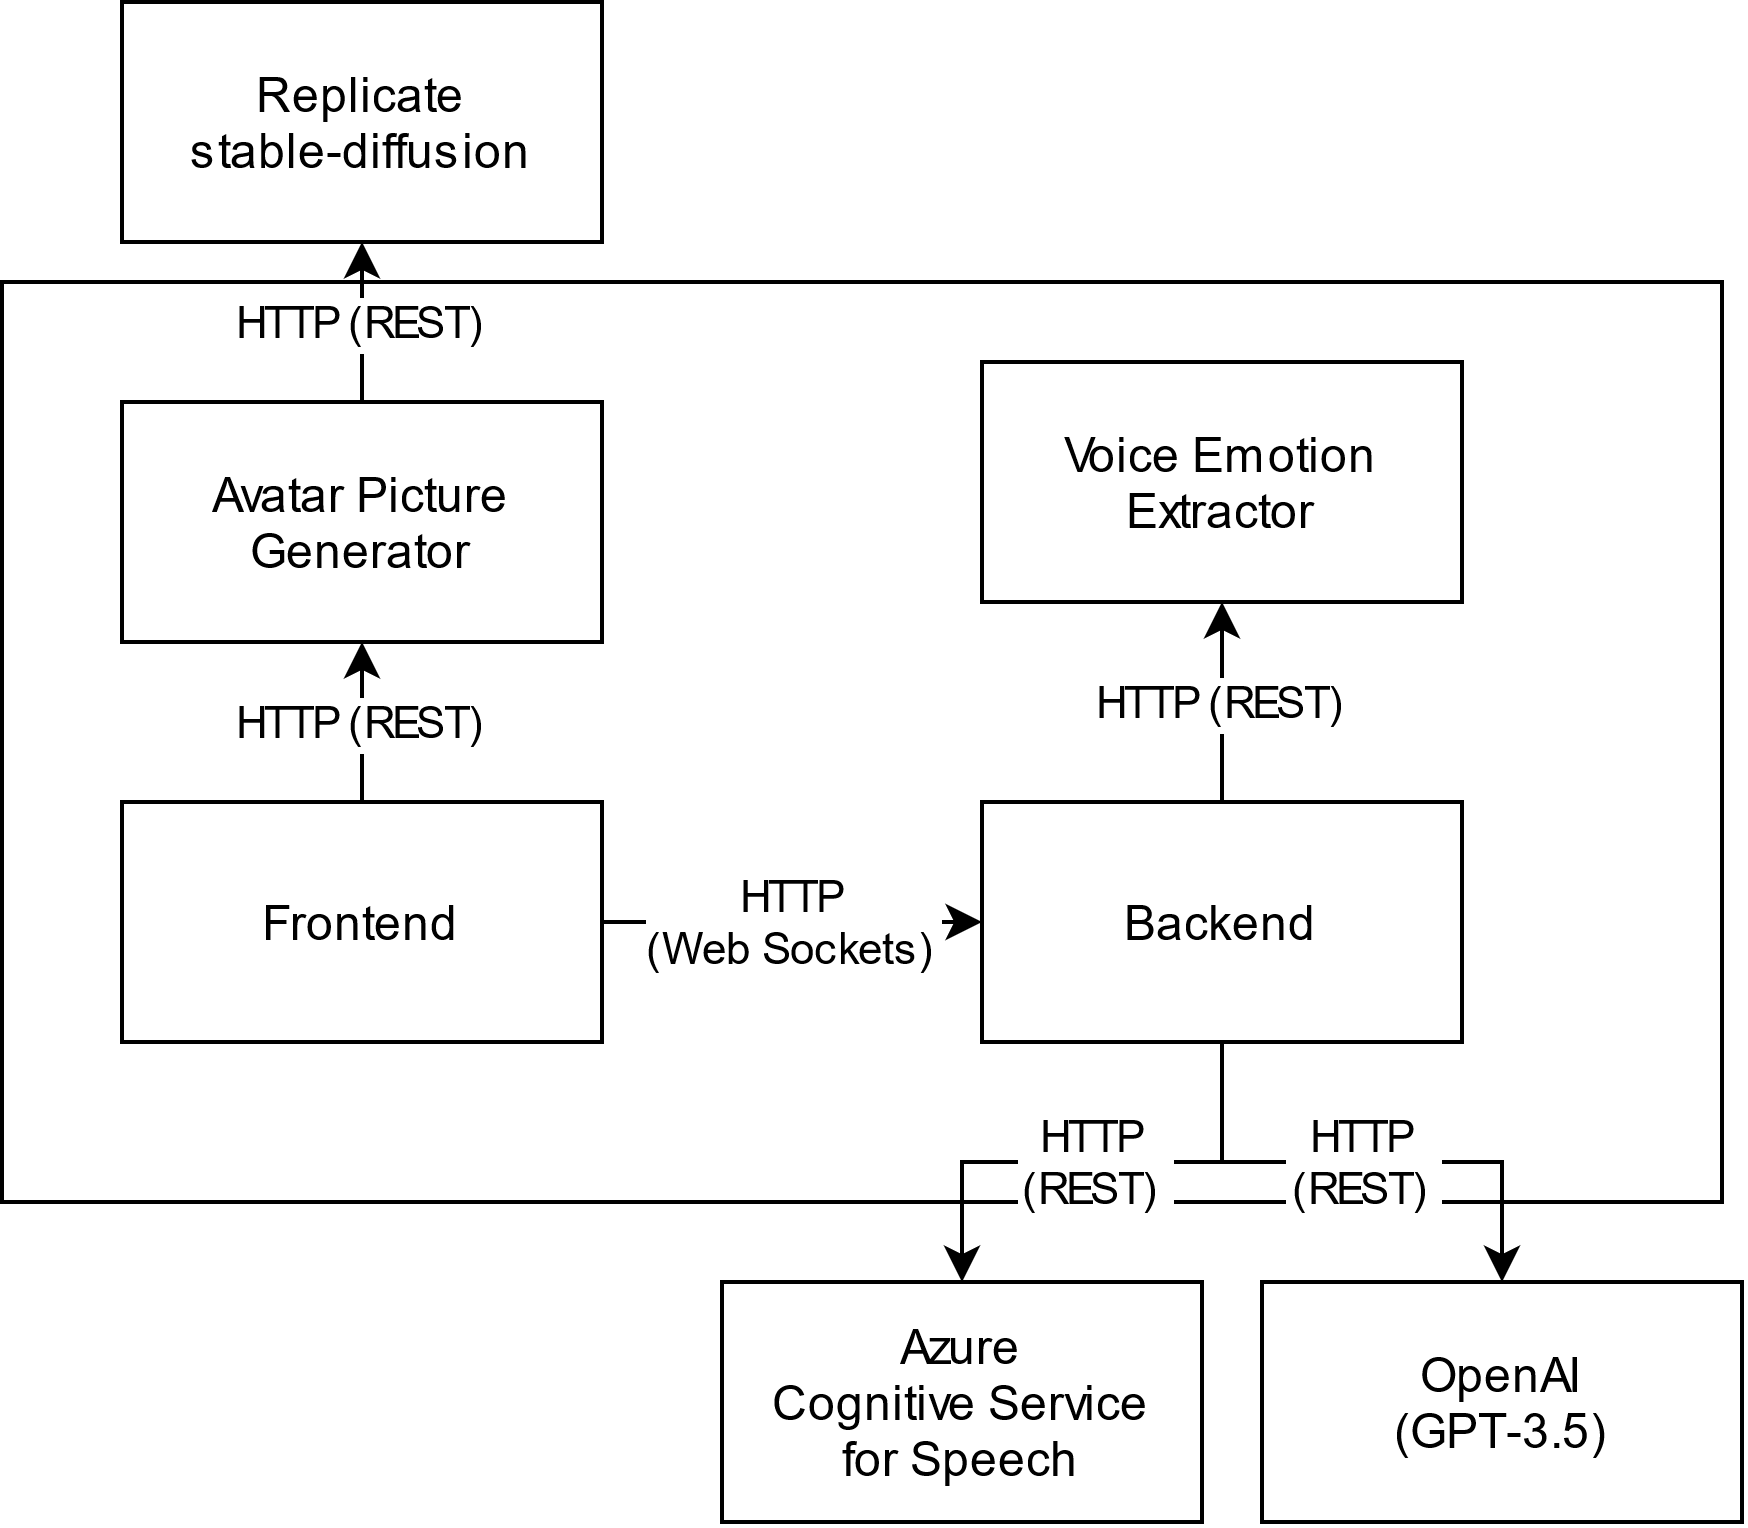 Replicate
stable-diffusion
HTTP (REST)
Avatar Picture
Generator
Voice Emotion
Extractor
HTTP (REST)
HTTP (REST)
Frontend
HTTP
(Web Sockets)
Backend
HTTP
(REST)
HTTP
(REST)
Azure
Cognitive Service
for Speech
OpenAI
(GPT-3.5)